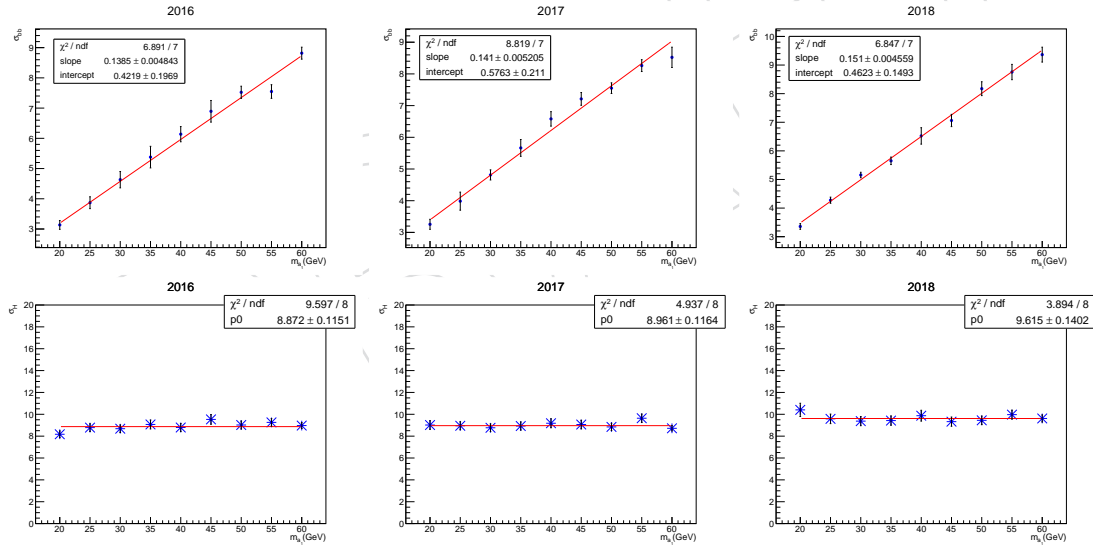 2016
σbb
χ² / ndf 6.891 / 7
slope 0.1385 ± 0.004843
intercept 0.4219 ± 0.1969
9
8
7
6
5
4
3
20 25 30 35 40 45 50 55 60
ma1(GeV)
2017
σbb
χ² / ndf 8.819 / 7
slope 0.141 ± 0.005205
intercept 0.5763 ± 0.211
9
8
7
6
5
4
3
20 25 30 35 40 45 50 55 60
ma1(GeV)
2018
σbb
χ² / ndf 6.847 / 7
slope 0.151 ± 0.004559
intercept 0.4623 ± 0.1493
10
9
8
7
6
5
4
3
20 25 30 35 40 45 50 55 60
ma1(GeV)
2016
σH
χ² / ndf 9.597 / 8
p0 8.872 ± 0.1151
20
18
16
14
12
10
8
6
4
2
0
20 25 30 35 40 45 50 55 60
ma1(GeV)
2017
σH
χ² / ndf 4.937 / 8
p0 8.961 ± 0.1164
20
18
16
14
12
10
8
6
4
2
0
20 25 30 35 40 45 50 55 60
ma1(GeV)
2018
σH
χ² / ndf 3.894 / 8
p0 9.615 ± 0.1402
20
18
16
14
12
10
8
6
4
2
0
20 25 30 35 40 45 50 55 60
ma1(GeV)